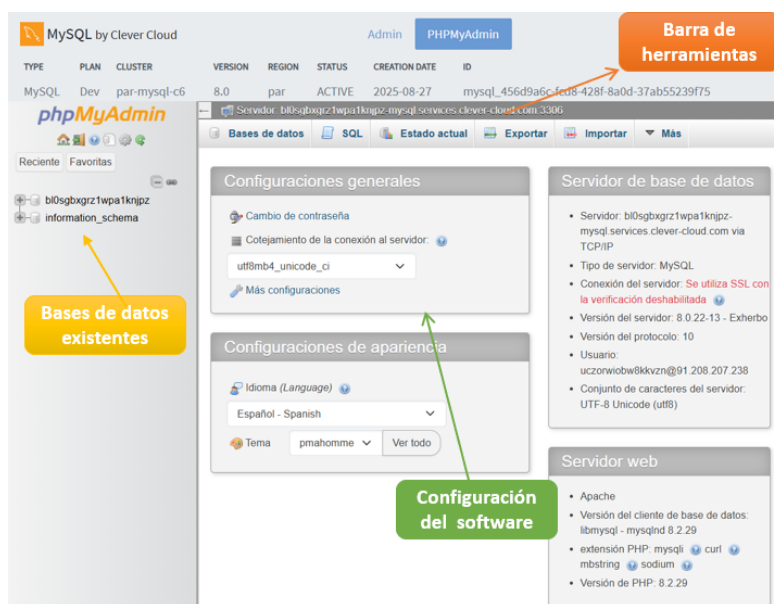 MySQL by Clever Cloud
Admin
PHPMyAdmin
Barra de
herramientas
TYPE PLAN CLUSTER VERSION REGION STATUS CREATION DATE ID
MySQL Dev par-mysql-c6 8.0 par ACTIVE 2025-08-27 mysql_456d9a6c-fcd8-428f-8a0d-37ab55239f75
phpMyAdmin
Servidor: bl0sgbxgrz1wpa1knjpz-mysql.services.clever-cloud.com:3306
Bases de datos SQL Estado actual Exportar Importar Más
Reciente Favoritas
bl0sgbxgrz1wpa1knjpz
information_schema
Bases de datos
existentes
Configuraciones generales
Cambio de contraseña
Cotejamiento de la conexión al servidor:
utf8mb4_unicode_ci
Más configuraciones
Configuraciones de apariencia
Idioma (Language)
Español - Spanish
Tema pmahomme Ver todo
Configuración
del software
Servidor de base de datos
• Servidor: bl0sgbxgrz1wpa1knjpz-
mysql.services.clever-cloud.com via
TCP/IP
• Tipo de servidor: MySQL
• Conexión del servidor: Se utiliza SSL con
la verificación deshabilitada
• Versión del servidor: 8.0.22-13 - Exherbo
• Versión del protocolo: 10
• Usuario:
uczorwiobw8kkvzn@91.208.207.238
• Conjunto de caracteres del servidor:
UTF-8 Unicode (utf8)
Servidor web
• Apache
• Versión del cliente de base de datos:
libmysql - mysqlnd 8.2.29
• extensión PHP: mysqli curl
mbstring sodium
• Versión de PHP: 8.2.29